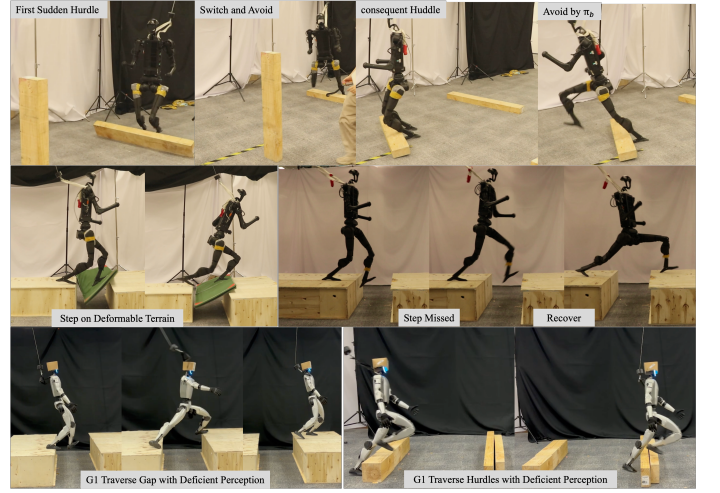 First Sudden Hurdle
Switch and Avoid
consequent Huddle
Avoid by π_b
Step on Deformable Terrain
Step Missed
Recover
G1 Traverse Gap with Deficient Perception
G1 Traverse Hurdles with Deficient Perception